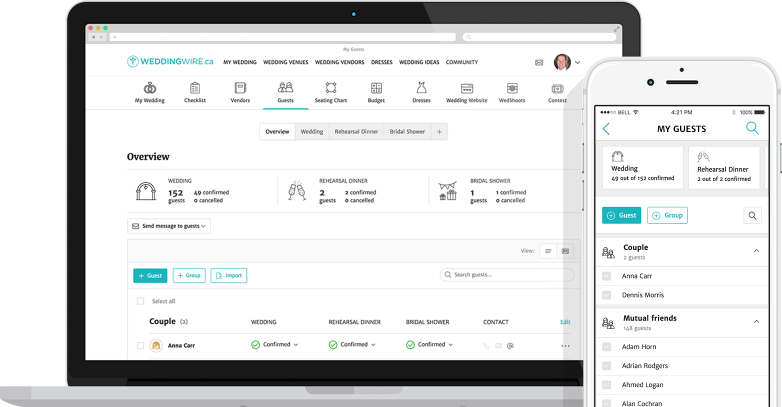 My Guests
WEDDINGWIRE.ca MY WEDDING WEDDING VENUES WEDDING VENDORS DRESSES WEDDING IDEAS COMMUNITY
My Wedding Checklist Vendors Guests Seating Chart Budget Dresses Wedding Website WedShoots Contest
Overview Wedding Rehearsal Dinner Bridal Shower +
Overview
WEDDING
152 guests
49 confirmed
0 cancelled
REHEARSAL DINNER
2 guests
2 confirmed
0 cancelled
BRIDAL SHOWER
1 guests
1 confirmed
0 cancelled
Send message to guests
View:
+ Guest + Group Import Search guests...
Select all
Couple (2) WEDDING REHEARSAL DINNER BRIDAL SHOWER CONTACT Edit
Anna Carr Confirmed Confirmed Confirmed
BELL 4:21 PM 100%
MY GUESTS
Wedding
49 out of 152 confirmed
Rehearsal Dinner
2 out of 2 confirmed
+ Guest + Group
Couple
2 guests
Anna Carr
Dennis Morris
Mutual friends
148 guests
Adam Horn
Adrian Rodgers
Ahmed Logan
Alan Cochran